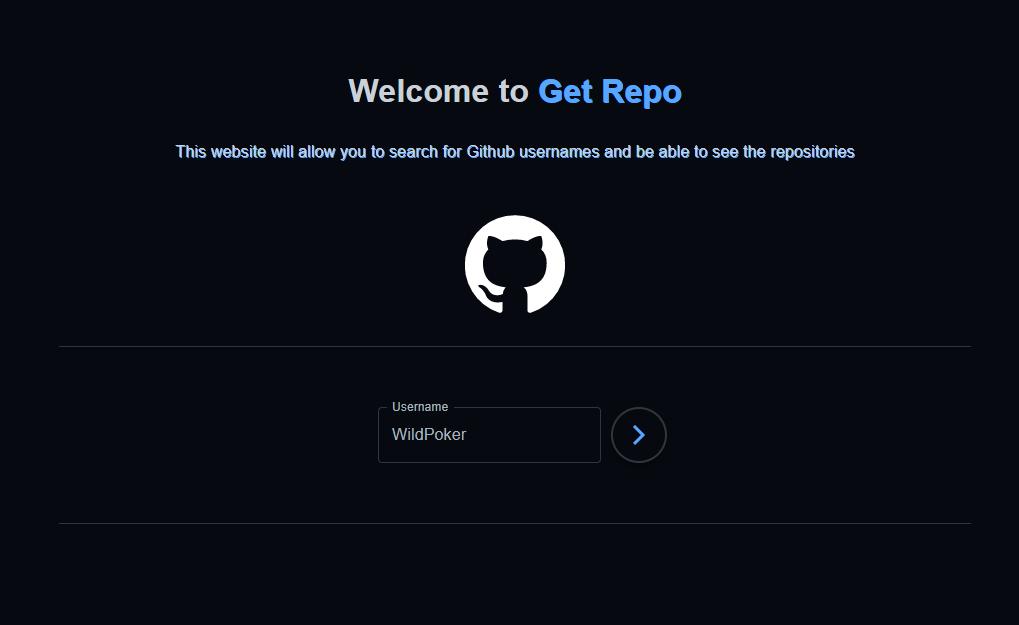 Welcome to Get Repo
This website will allow you to search for Github usernames and be able to see the repositories
Username
WildPoker